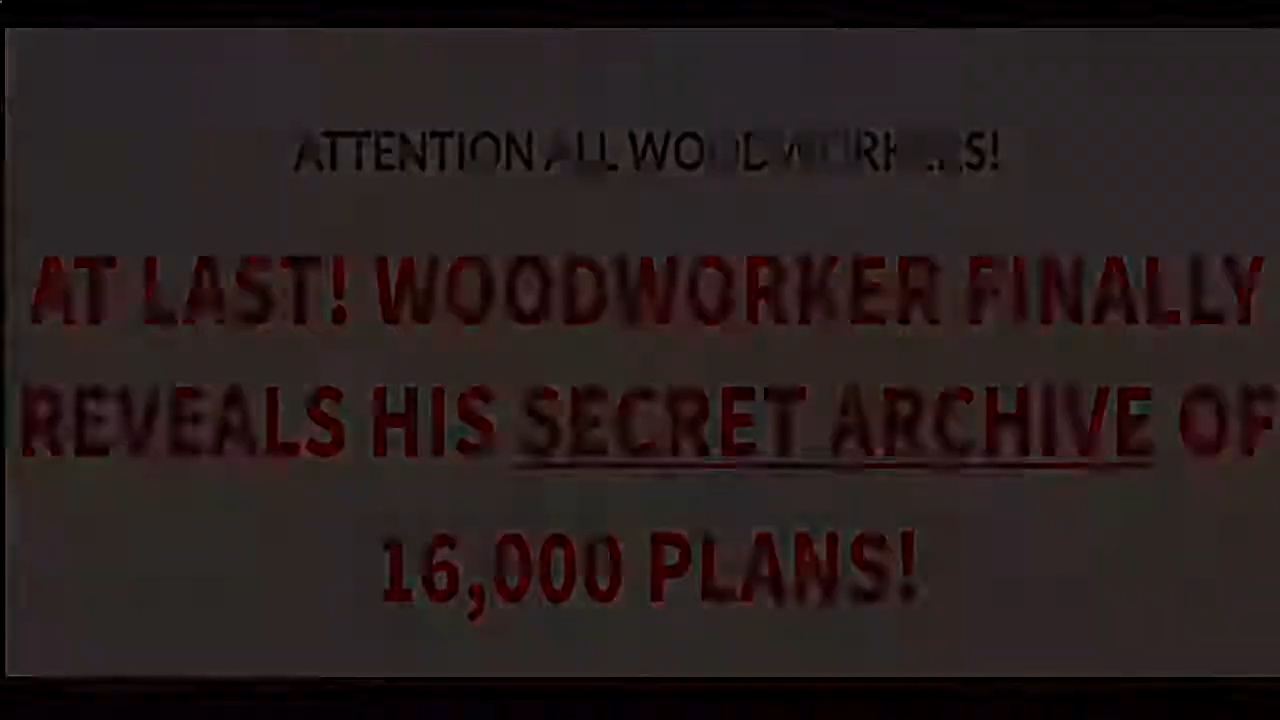 ATTENTION ALL WOODWORKERS!
AT LAST! WOODWORKER FINALLY
REVEALS HIS SECRET ARCHIVE OF
16,000 PLANS!